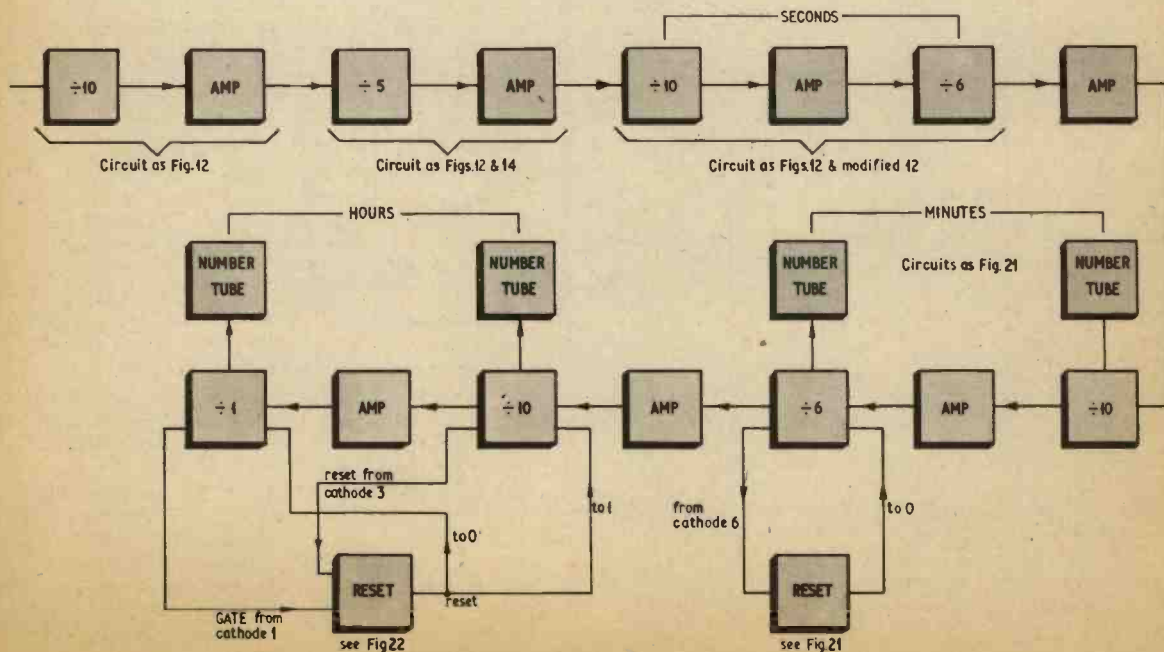 SECONDS
÷10
AMP
÷5
AMP
÷10
AMP
÷6
AMP
Circuit as Fig.12
Circuit as Figs.12 & 14
Circuit as Figs.12 & modified 12
HOURS
MINUTES
NUMBER
TUBE
NUMBER
TUBE
NUMBER
TUBE
Circuits as Fig.21
NUMBER
TUBE
÷1
AMP
÷10
AMP
÷6
AMP
÷10
reset from
cathode 3
to 0
to 1
from
cathode 6
to 0
RESET
reset
RESET
GATE from
cathode 1
see Fig.22
see Fig.21